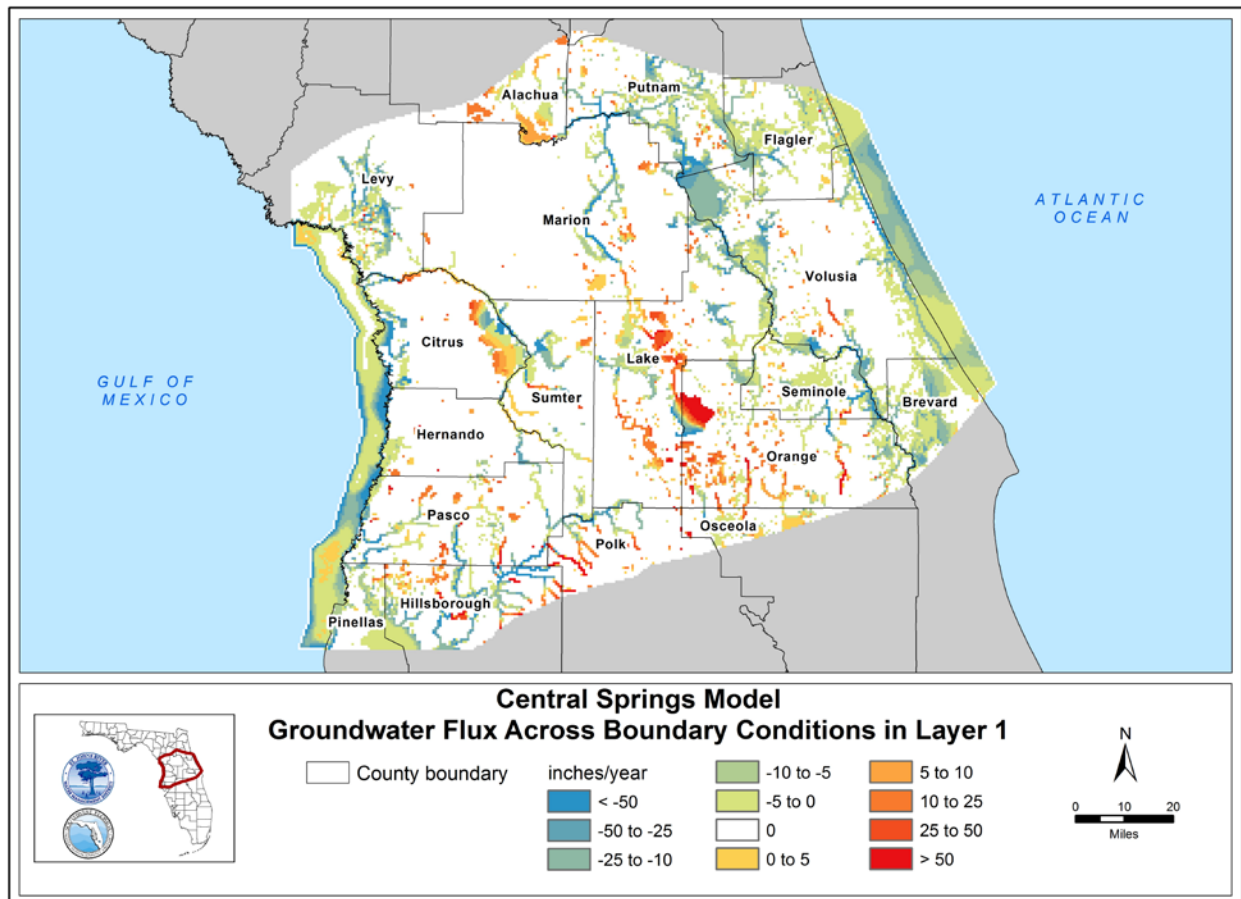 Alachua
Putnam
Flagler
Levy
Marion
ATLANTIC
OCEAN
Volusia
Citrus
Lake
GULF OF
MEXICO
Sumter
Seminole
Brevard
Hernando
Orange
Pasco
Osceola
Polk
Hillsborough
Pinellas
Central Springs Model
Groundwater Flux Across Boundary Conditions in Layer 1
County boundary
inches/year
< -50
-50 to -25
-25 to -10
-10 to -5
-5 to 0
0
0 to 5
5 to 10
10 to 25
25 to 50
> 50
N
0 10 20
Miles